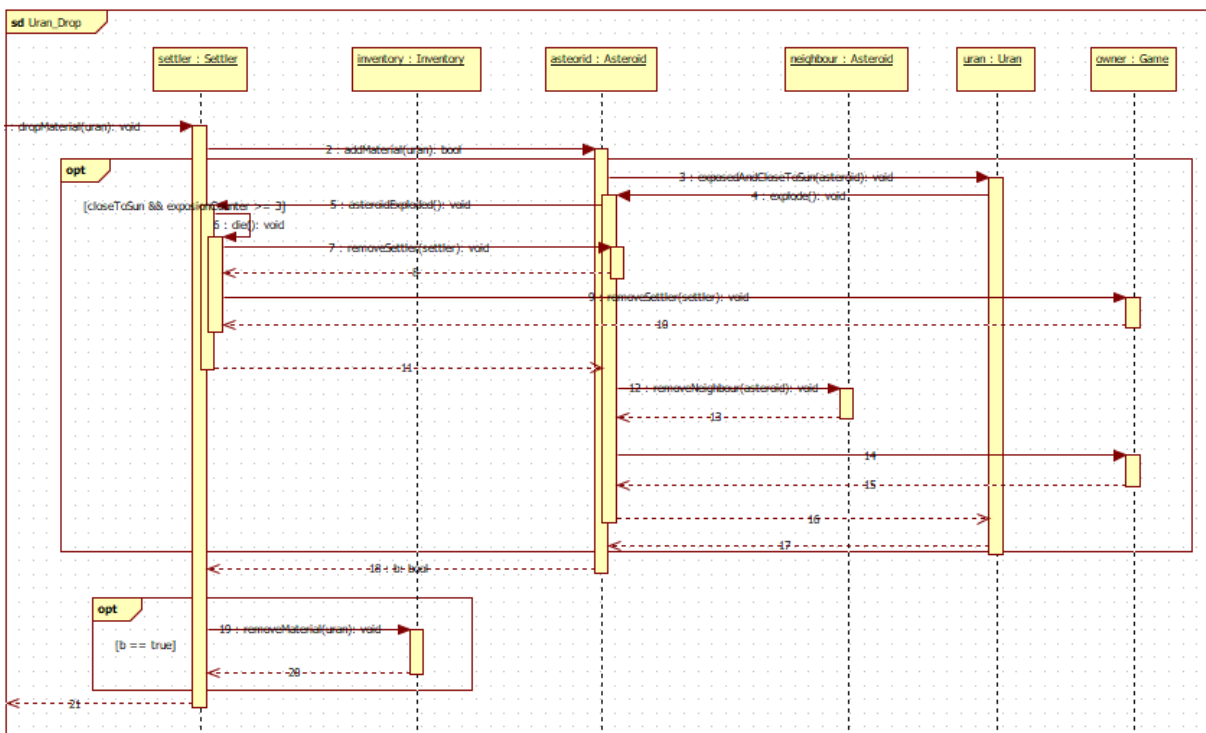 sd Uran_Drop
settler : Settler
inventory : Inventory
asteorid : Asteroid
neighbour : Asteroid
uran : Uran
owner : Game
: dropMaterial(uran): void
2 : addMaterial(uran): bool
opt
3 : exposedAndCloseToSun(asteroid): void
4 : explode(): void
[closeToSun && exposionCounter >= 3]
5 : asteroidExploded(): void
6 : die(): void
7 : removeSettler(settler): void
8
9 : removeSettler(settler): void
10
11
12 : removeNeighbour(asteroid): void
13
14
15
16
17
18 : b: bool
opt
19 : removeMaterial(uran): void
[b == true]
20
21